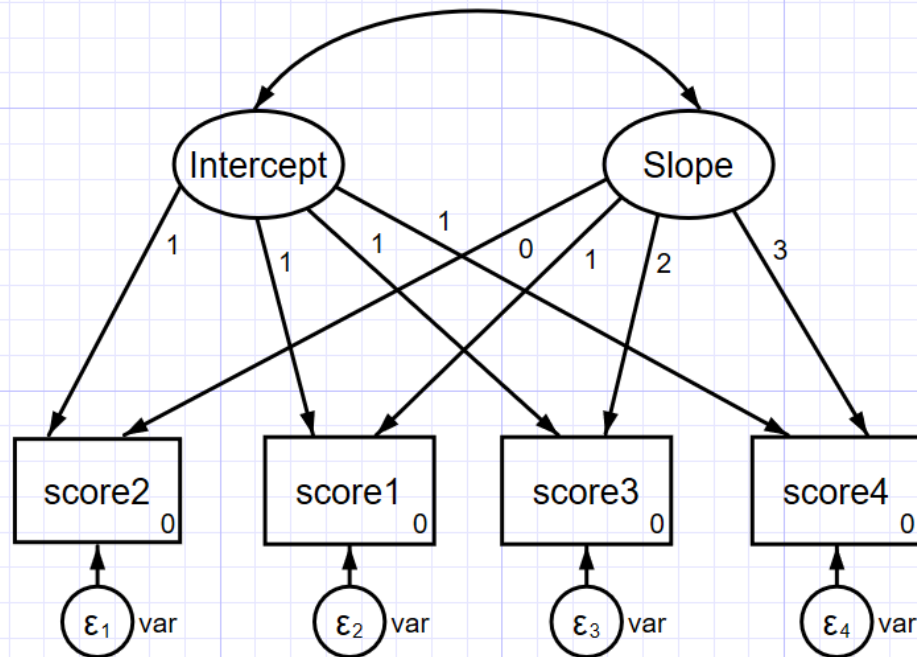 Intercept Slope
1 1 1 1 0 1 2 3
score2 score1 score3 score4
0 0 0 0
ε1 var ε2 var ε3 var ε4 var